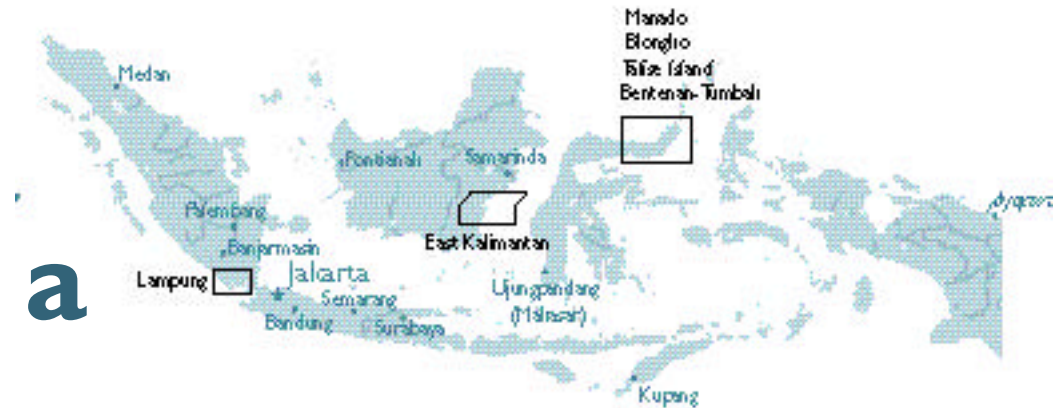 Manado
Blongko
Talise Island
Bentenan-Tumbak
Medan
Pontianak
Samarinda
Jayapura
Palembang
East Kalimantan
Banjarmasin
Lampung
Jakarta
a
Semarang
Ujungpandang
(Makasar)
Bandung
Surabaya
Kupang